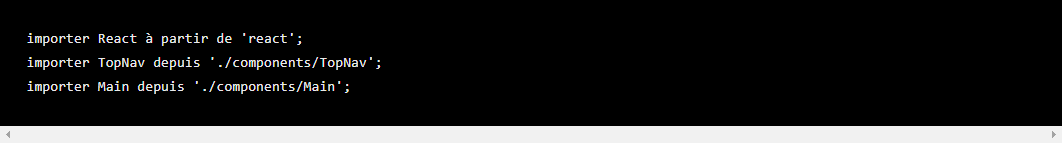 importer React à partir de 'react';
importer TopNav depuis './components/TopNav';
importer Main depuis './components/Main';